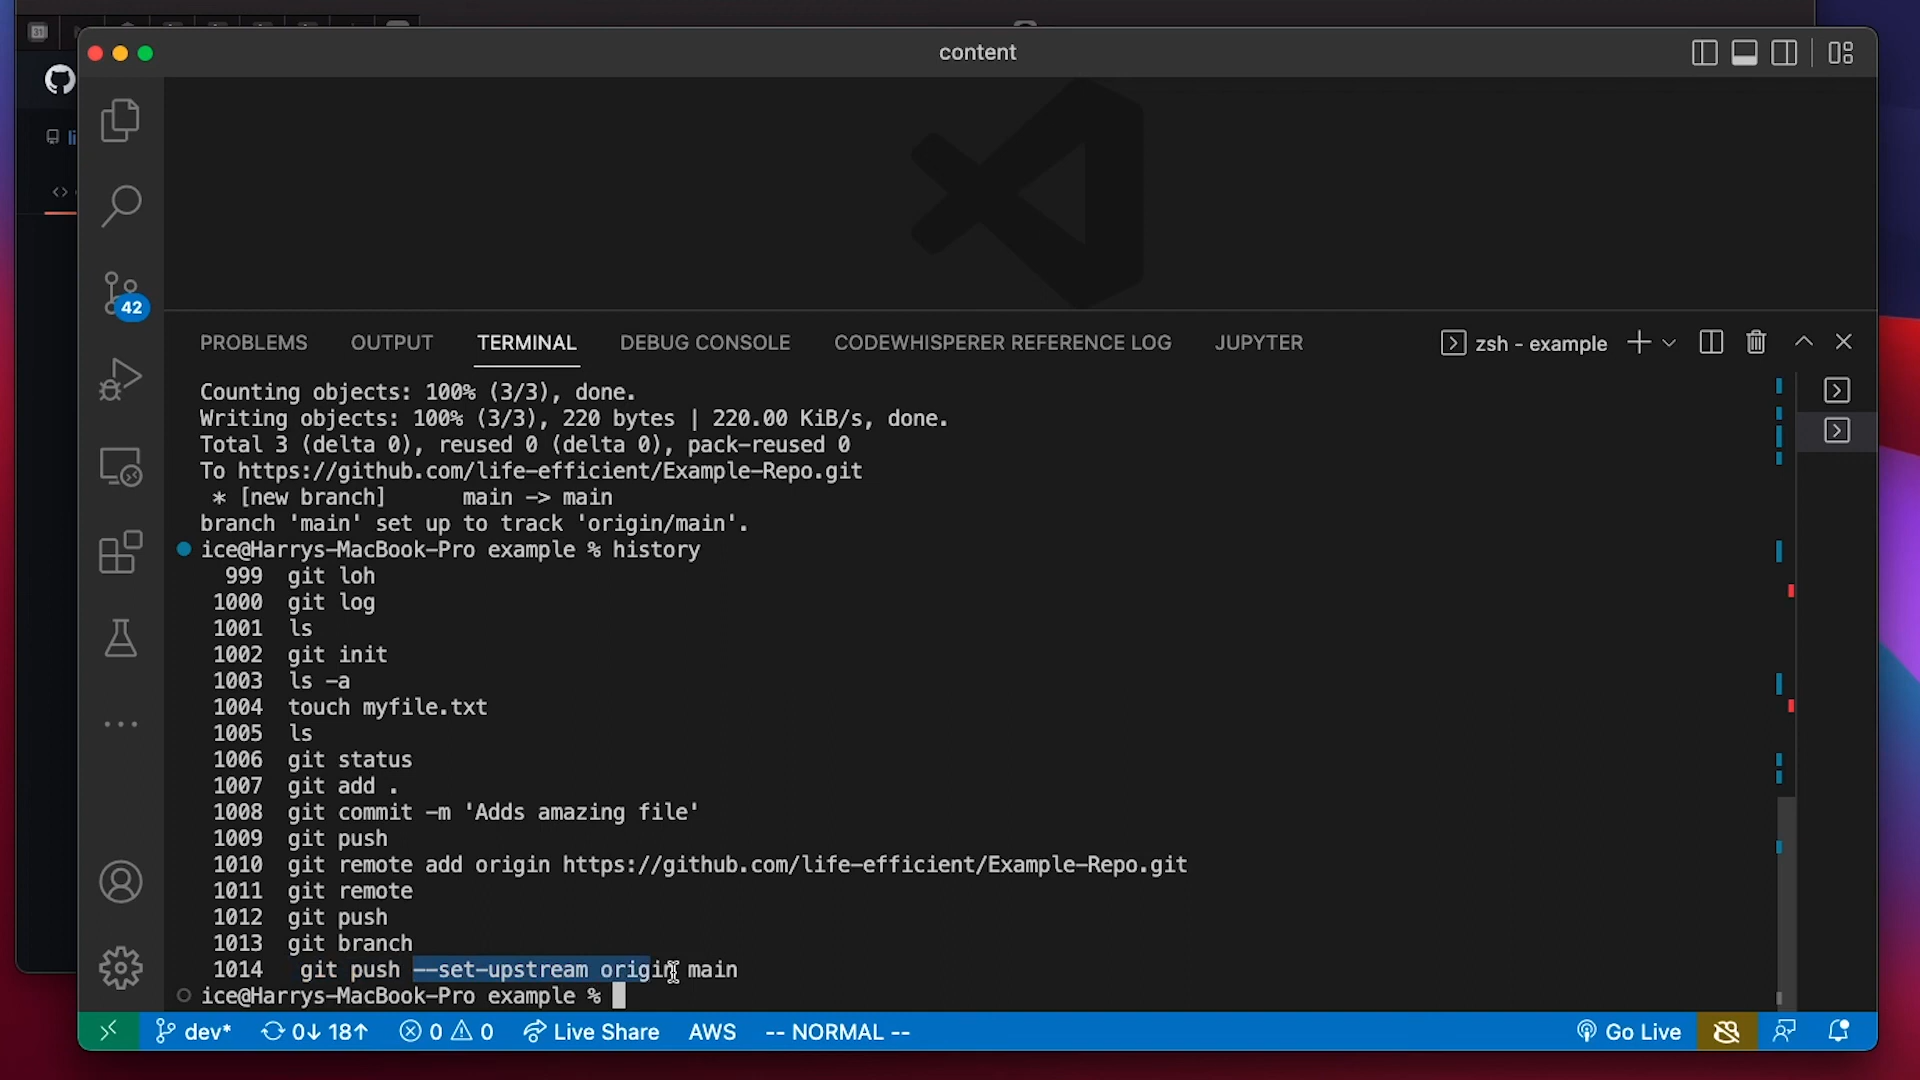 content
31
42
PROBLEMS OUTPUT TERMINAL DEBUG CONSOLE CODEWHISPERER REFERENCE LOG JUPYTER zsh - example
Counting objects: 100% (3/3), done.
Writing objects: 100% (3/3), 220 bytes | 220.00 KiB/s, done.
Total 3 (delta 0), reused 0 (delta 0), pack-reused 0
To https://github.com/life-efficient/Example-Repo.git
* [new branch] main -> main
branch 'main' set up to track 'origin/main'.
ice@Harrys-MacBook-Pro example % history
999 git loh
1000 git log
1001 ls
1002 git init
1003 ls -a
1004 touch myfile.txt
1005 ls
1006 git status
1007 git add .
1008 git commit -m 'Adds amazing file'
1009 git push
1010 git remote add origin https://github.com/life-efficient/Example-Repo.git
1011 git remote
1012 git push
1013 git branch
1014 git push --set-upstream origin main
ice@Harrys-MacBook-Pro example %
dev* 0↓ 18↑ 0 0 Live Share AWS -- NORMAL -- Go Live